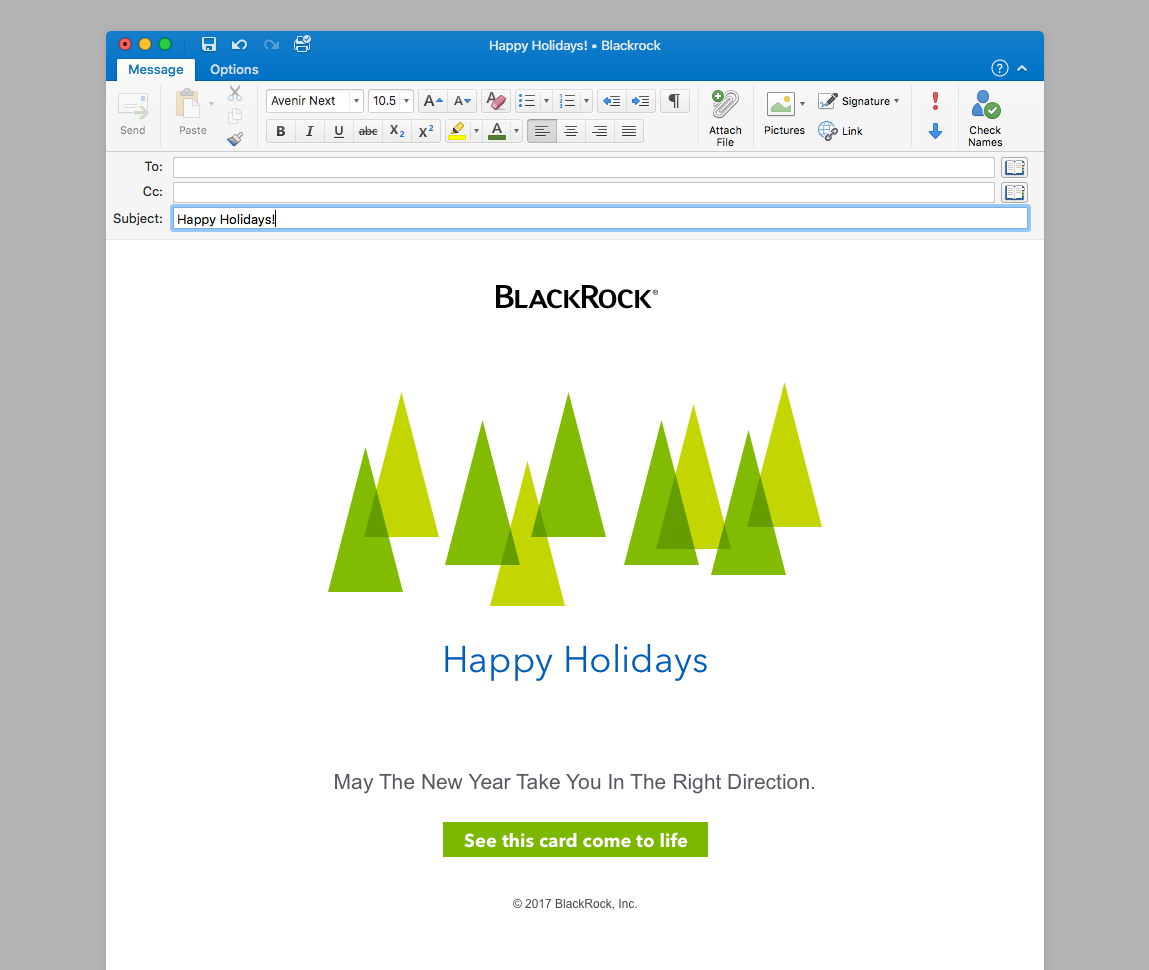 Happy Holidays! • Blackrock
Message Options ?
Send Paste Avenir Next 10.5 A A A ¶ Attach File Pictures Signature Link ! Check Names
B I U abc X₂ X² A
To:
Cc:
Subject: Happy Holidays!
BLACKROCK®
Happy Holidays
May The New Year Take You In The Right Direction.
See this card come to life
© 2017 BlackRock, Inc.